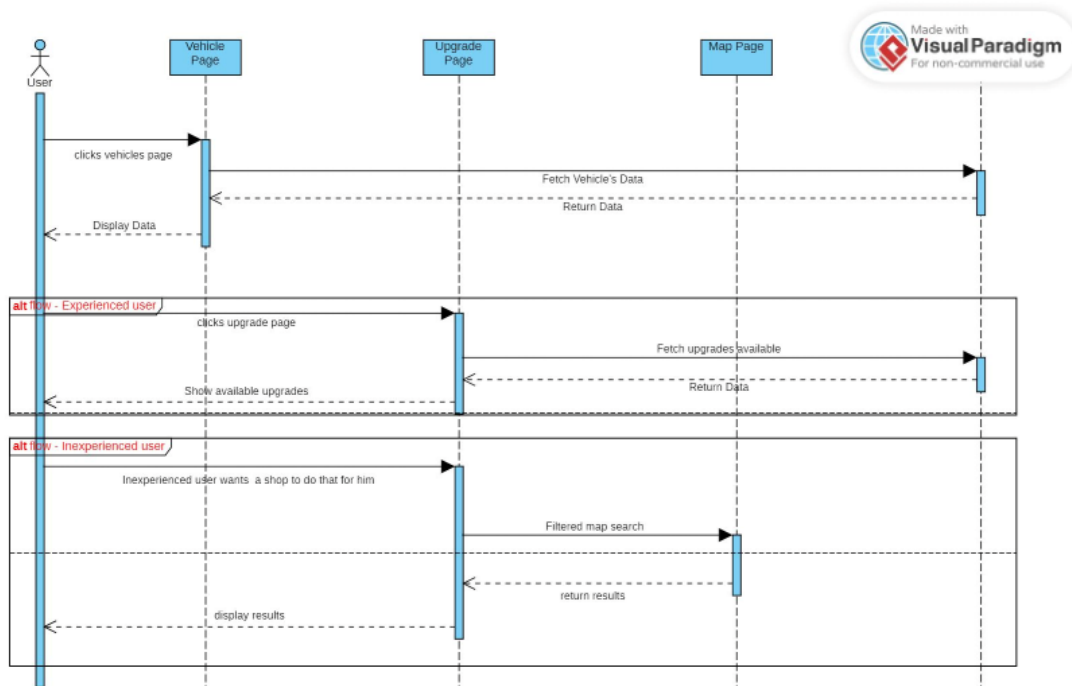 Made with
Visual Paradigm
For non-commercial use
Vehicle
Page
Upgrade
Page
Map Page
User
clicks vehicles page
Fetch Vehicle's Data
Return Data
Display Data
alt flow - Experienced user
clicks upgrade page
Fetch upgrades available
Return Data
Show available upgrades
alt flow - Inexperienced user
Inexperienced user wants a shop to do that for him
Filtered map search
return results
display results